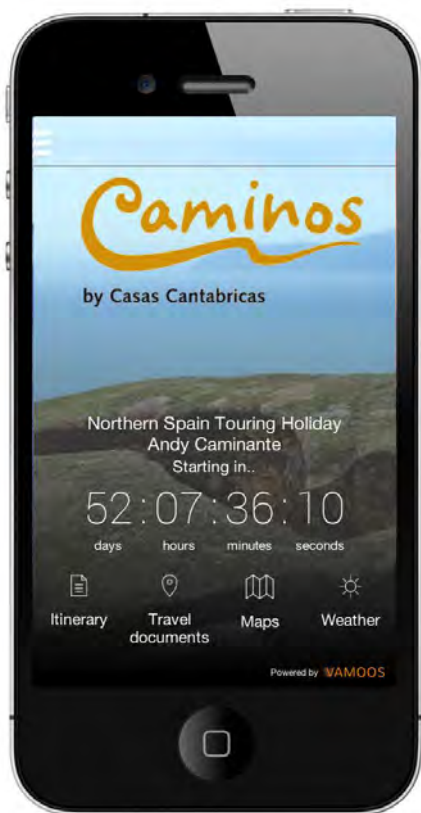 Caminos
by Casas Cantabricas
Northern Spain Touring Holiday
Andy Caminante
Starting in..
52:07:36:10
days hours minutes seconds
Itinerary Travel documents Maps Weather
Powered by VAMOOS